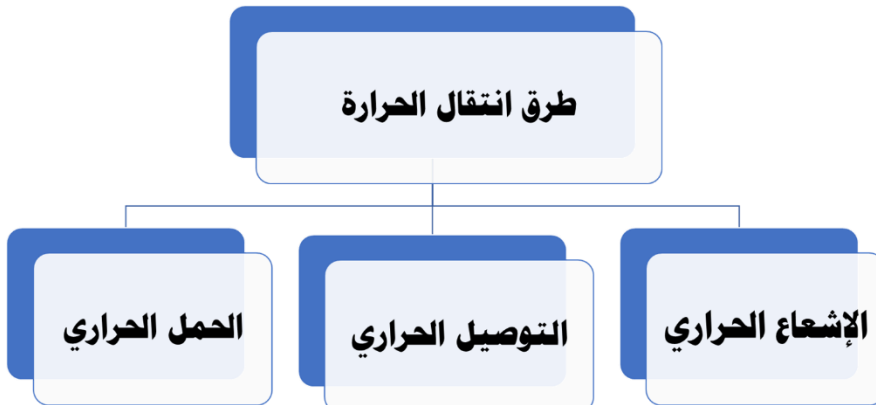 طرق انتقال الحرارة
الإشعاع الحراري
التوصيل الحراري
الحمل الحراري